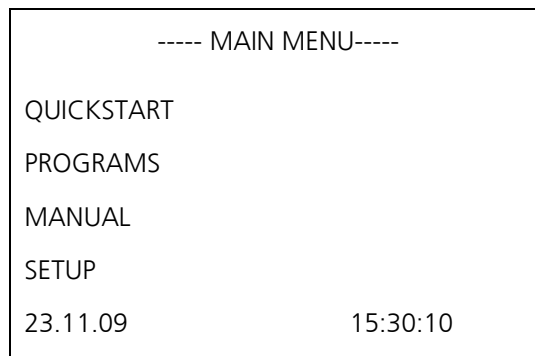 ----- MAIN MENU-----
QUICKSTART
PROGRAMS
MANUAL
SETUP
23.11.09 15:30:10